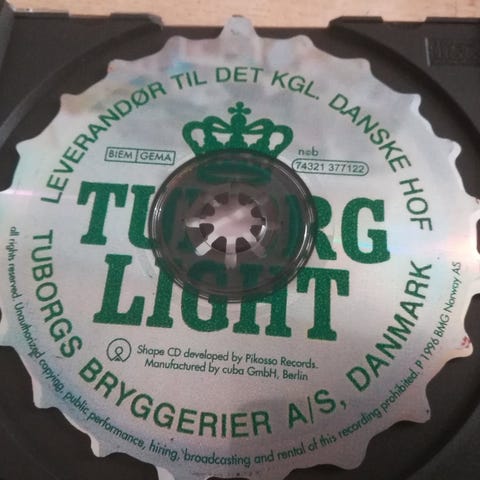 LEVERANDØR TIL DET KGL. DANSKE HOF
BIEM GEMA
n©b
74321 377122
TUBORG
LIGHT
Shape CD developed by Pikosso Records.
Manufactured by cuba GmbH, Berlin
TUBORGS BRYGGERIER A/S, DANMARK
all rights reserved. Unauthorized copying, public performance, hiring, broadcasting and rental of this recording prohibited. P 1996 BMG Norway AS